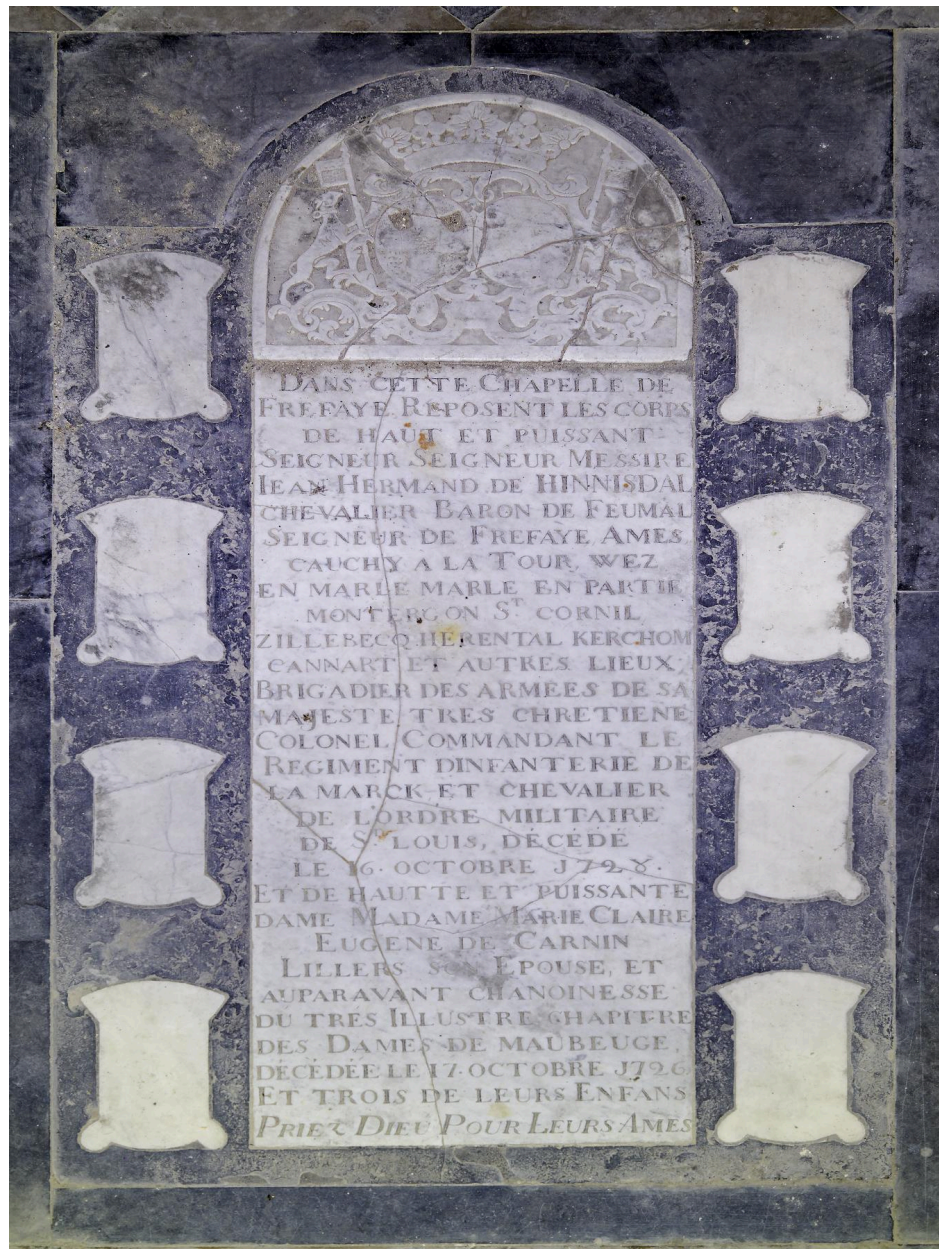 DANS CETTE CHAPELLE DE
FREFAYE REPOSENT LES CORPS
DE HAUT ET PUISSANT
SEIGNEUR SEIGNEUR MESSIRE
IEAN HERMAND DE HINNISDAL
CHEVALIER BARON DE FEUMAL
SEIGNEUR DE FREFAYE AMES
CAUCHY A LA TOUR, WEZ
EN MARLE MARLE EN PARTIE
MONTERGON ST CORNIL
ZILLEBECQ HERENTAL KERCHOM
CANNART ET AUTRES LIEUX,
BRIGADIER DES ARMEES DE SA
MAJESTE TRES CHRETIENE
COLONEL COMMANDANT LE
REGIMENT DINFANTERIE DE
LA MARCK ET CHEVALIER
DE LORDRE MILITAIRE
DE ST LOUIS, DÉCÉDÉ
LE 16. OCTOBRE J728.
ET DE HAUTTE ET PUISSANTE
DAME MADAME MARIE CLAIRE
EUGENE DE CARNIN
LILLERS SON EPOUSE, ET
AUPARAVANT CHANOINESSE
DU TRES ILLUSTRE CHAPITRE
DES DAMES DE MAUBEUGE,
DÉCÉDÉE LE 17. OCTOBRE J726
ET TROIS DE LEURS ENFANS
PRIEZ DIEU POUR LEURS AMES